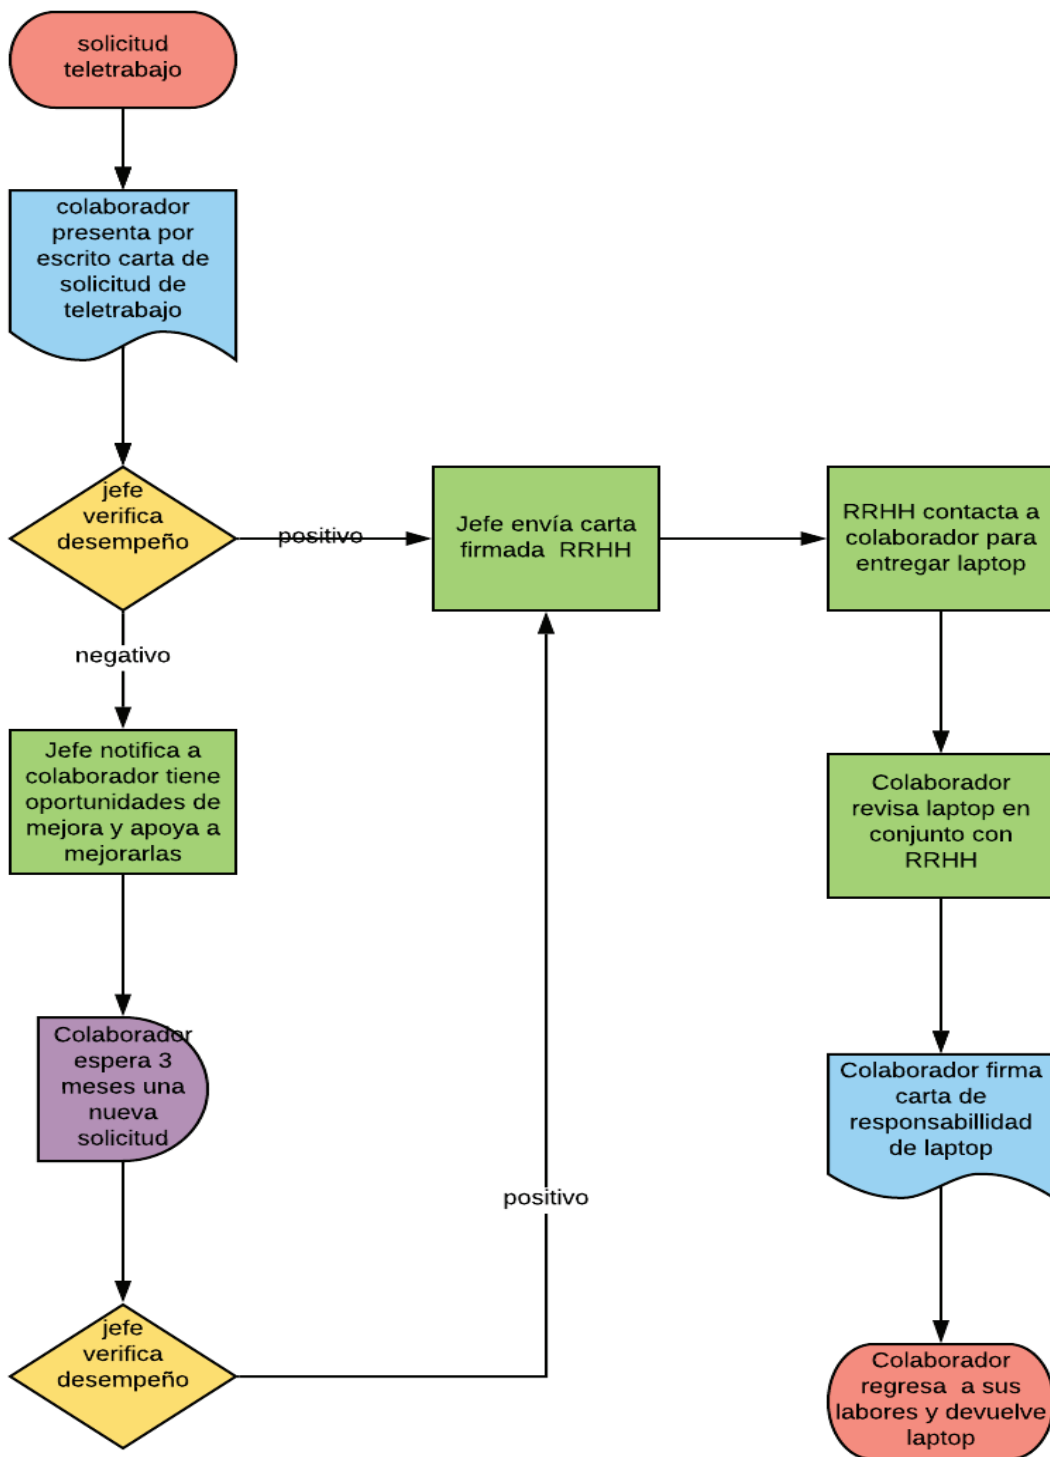 solicitud
teletrabajo
colaborador
presenta por
escrito carta de
solicitud de
teletrabajo
jefe
verifica
desempeño
positivo
Jefe envía carta
firmada RRHH
RRHH contacta a
colaborador para
entregar laptop
negativo
Jefe notifica a
colaborador tiene
oportunidades de
mejora y apoya a
mejorarlas
Colaborador
revisa laptop en
conjunto con
RRHH
Colaborador
espera 3
meses una
nueva
solicitud
Colaborador firma
carta de
responsabillidad
de laptop
positivo
jefe
verifica
desempeño
Colaborador
regresa a sus
labores y devuelve
laptop